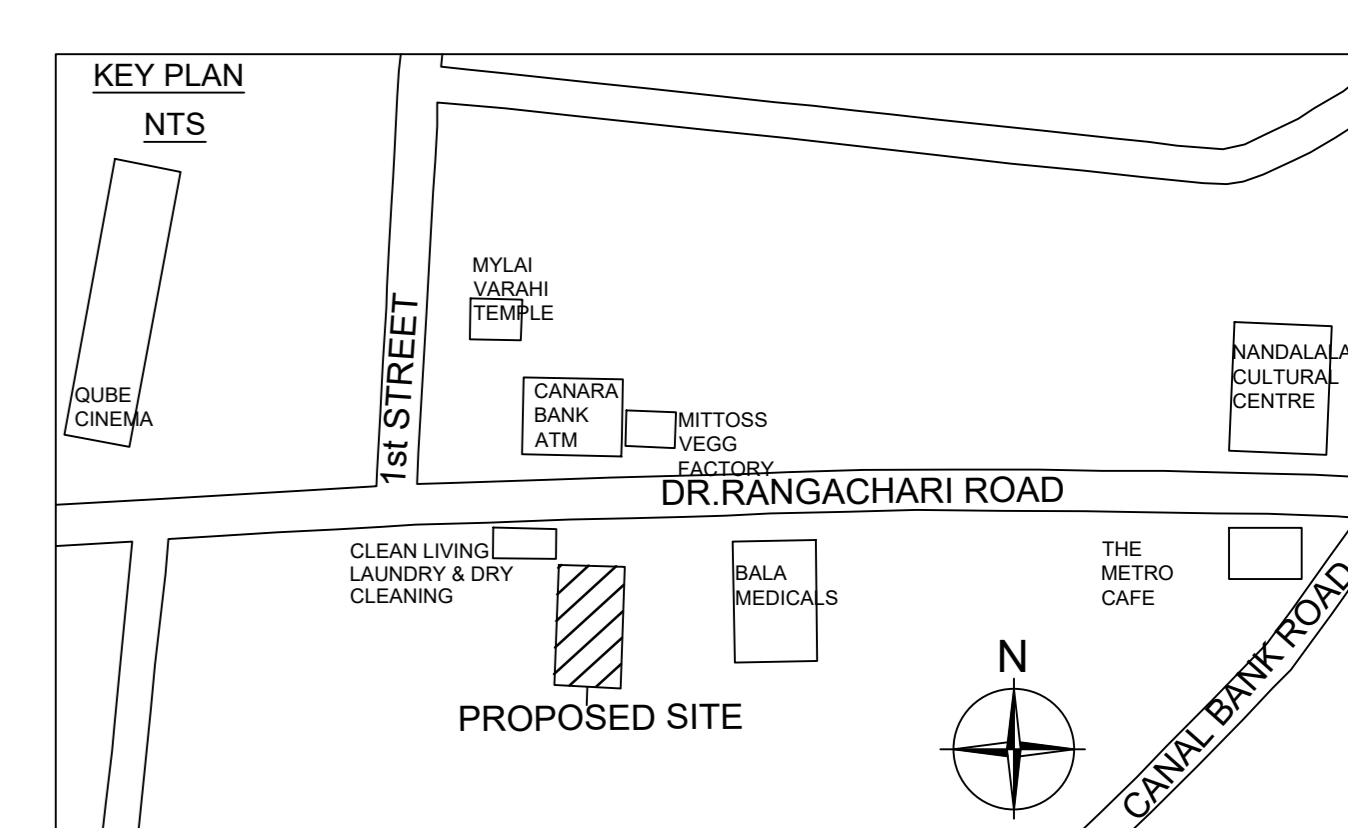 KEY PLAN
NTS
MYLAI
VARAHI
TEMPLE
QUBE
CINEMA
1st STREET
CANARA
BANK
ATM
MITTOSS
VEGG
FACTORY
NANDALALA
CULTURAL
CENTRE
DR.RANGACHARI ROAD
CLEAN LIVING
LAUNDRY & DRY
CLEANING
BALA
MEDICALS
THE
METRO
CAFE
CANAL BANK ROAD
N
PROPOSED SITE